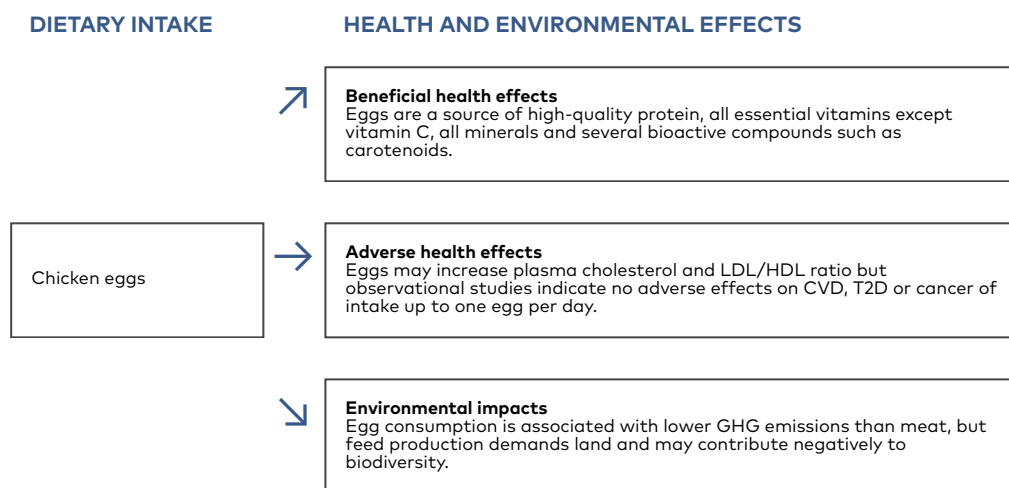 DIETARY INTAKE
HEALTH AND ENVIRONMENTAL EFFECTS
Beneficial health effects
Eggs are a source of high-quality protein, all essential vitamins except
vitamin C, all minerals and several bioactive compounds such as
carotenoids.
Chicken eggs
Adverse health effects
Eggs may increase plasma cholesterol and LDL/HDL ratio but
observational studies indicate no adverse effects on CVD, T2D or cancer of
intake up to one egg per day.
Environmental impacts
Egg consumption is associated with lower GHG emissions than meat, but
feed production demands land and may contribute negatively to
biodiversity.